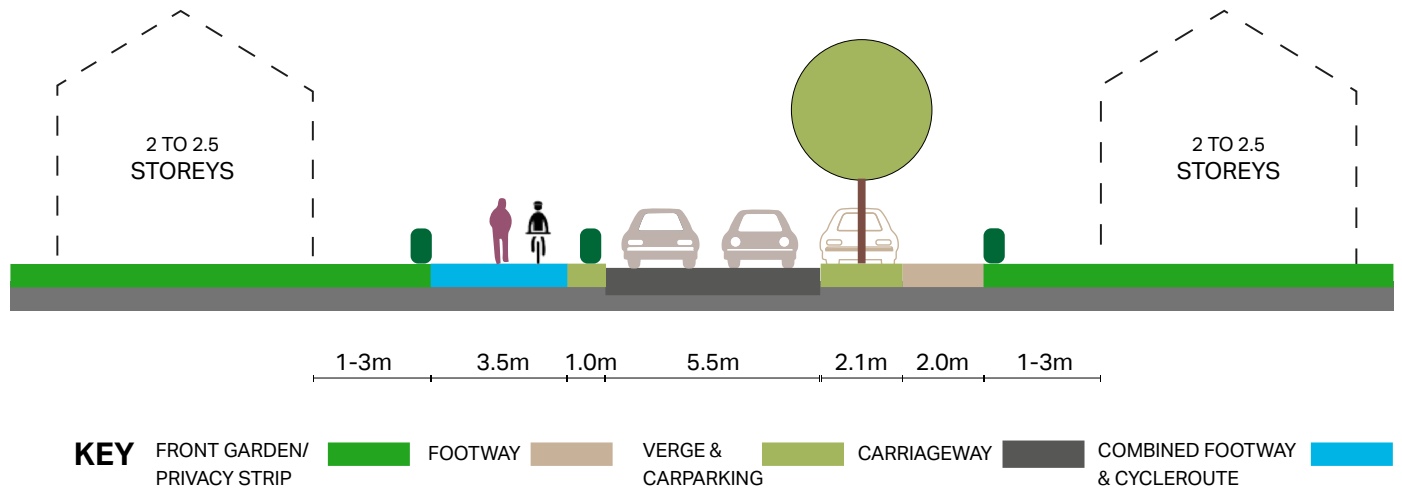 2 TO 2.5
STOREYS
2 TO 2.5
STOREYS
1-3m 3.5m 1.0m 5.5m 2.1m 2.0m 1-3m
KEY
FRONT GARDEN/
PRIVACY STRIP
FOOTWAY
VERGE &
CARPARKING
CARRIAGEWAY
COMBINED FOOTWAY
& CYCLEROUTE